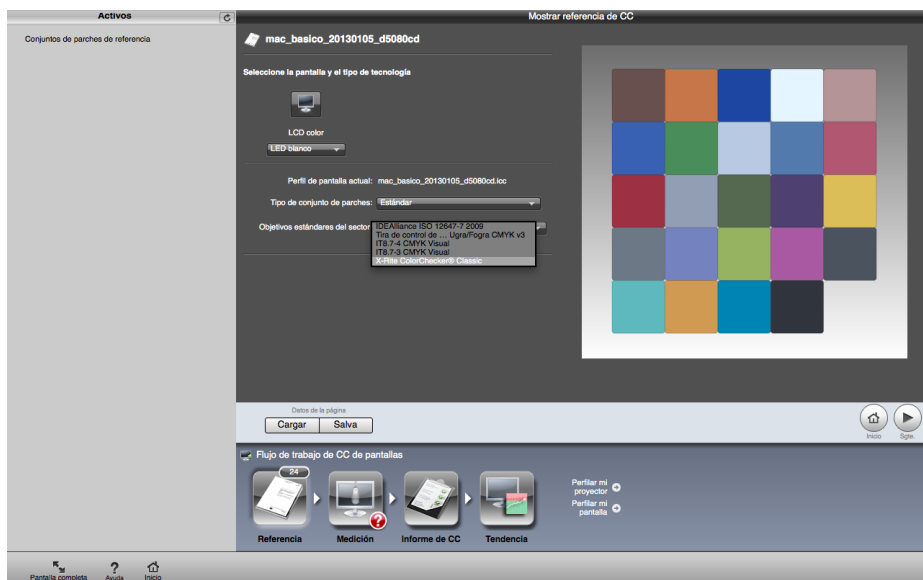 Activos
Mostrar referencia de CC
Conjuntos de parches de referencia
mac_basico_20130105_d5080cd
Seleccione la pantalla y el tipo de tecnología
LCD color
LED blanco
Perfil de pantalla actual: mac_basico_20130105_d5080cd.icc
Tipo de conjunto de parches: Estándar
Objetivos estándares del sector
IDEAlliance ISO 12647-7 2009
Tira de control de ... Ugra/Fogra CMYK v3
IT8.7-4 CMYK Visual
IT8.7-3 CMYK Visual
X-Rite ColorChecker® Classic
Datos de la página
Cargar Salva
Inicio Sgte.
Flujo de trabajo de CC de pantallas
24
Perfilar mi
proyector
Perfilar mi
pantalla
Referencia Medición Informe de CC Tendencia
Pantalla completa Ayuda Inicio